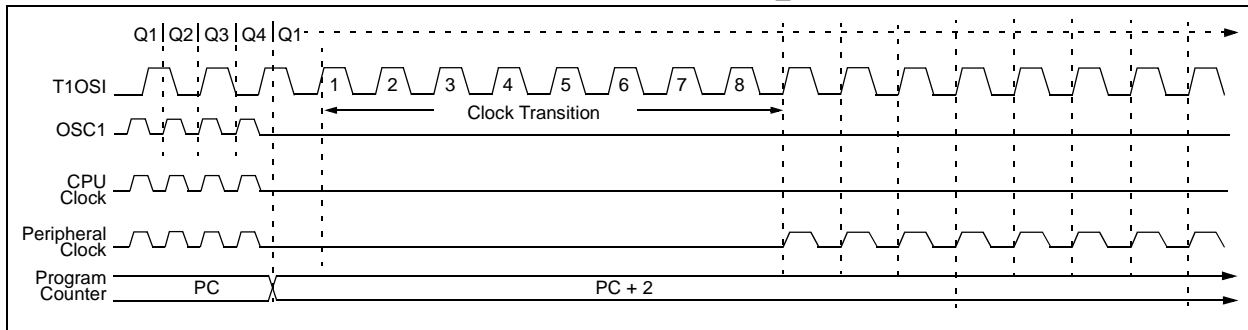 Q1 Q2 Q3 Q4 Q1
T1OSI
1 2 3 4 5 6 7 8
Clock Transition
OSC1
CPU
Clock
Peripheral
Clock
Program
Counter
PC
PC + 2